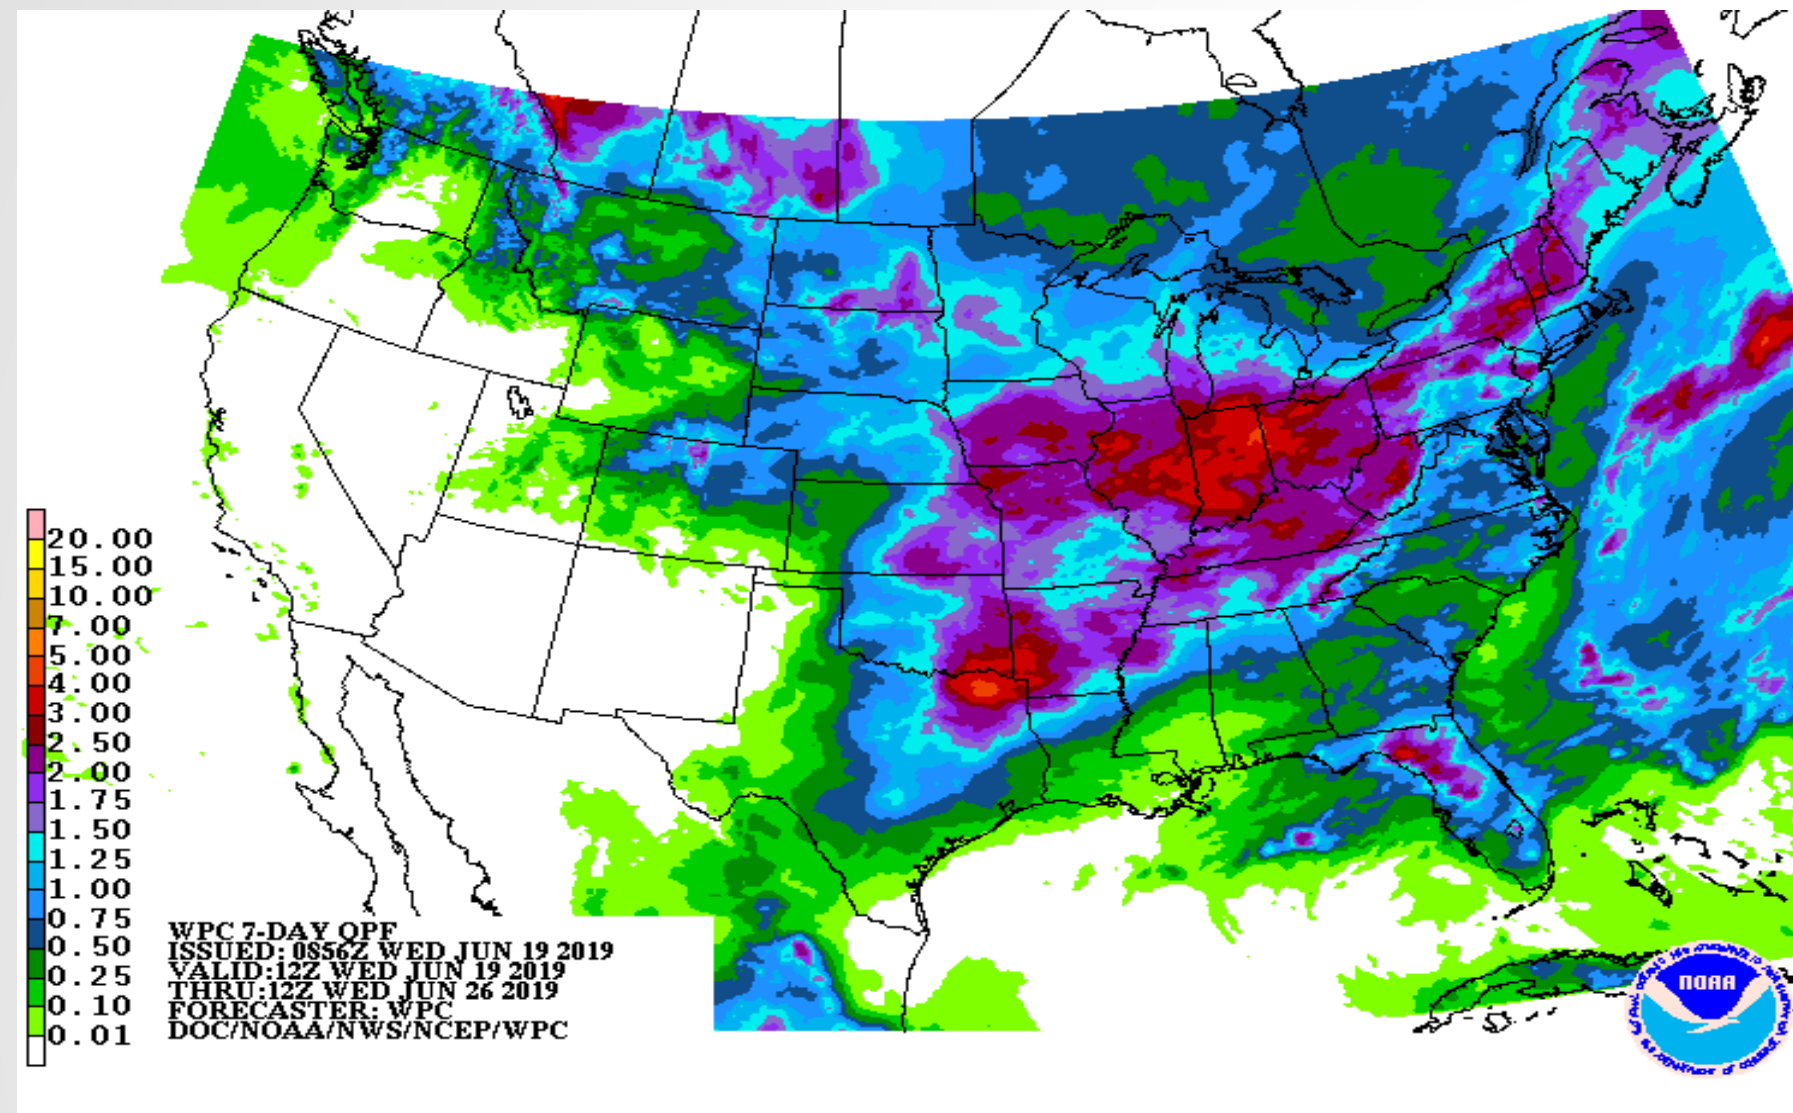 20.00
15.00
10.00
7.00
5.00
4.00
3.00
2.50
2.00
1.75
1.50
1.25
1.00
0.75
0.50
0.25
0.10
0.01
WPC 7-DAY QPF
ISSUED: 0856Z WED JUN 19 2019
VALID:12Z WED JUN 19 2019
THRU:12Z WED JUN 26 2019
FORECASTER: WPC
DOC/NOAA/NWS/NCEP/WPC
NOAA